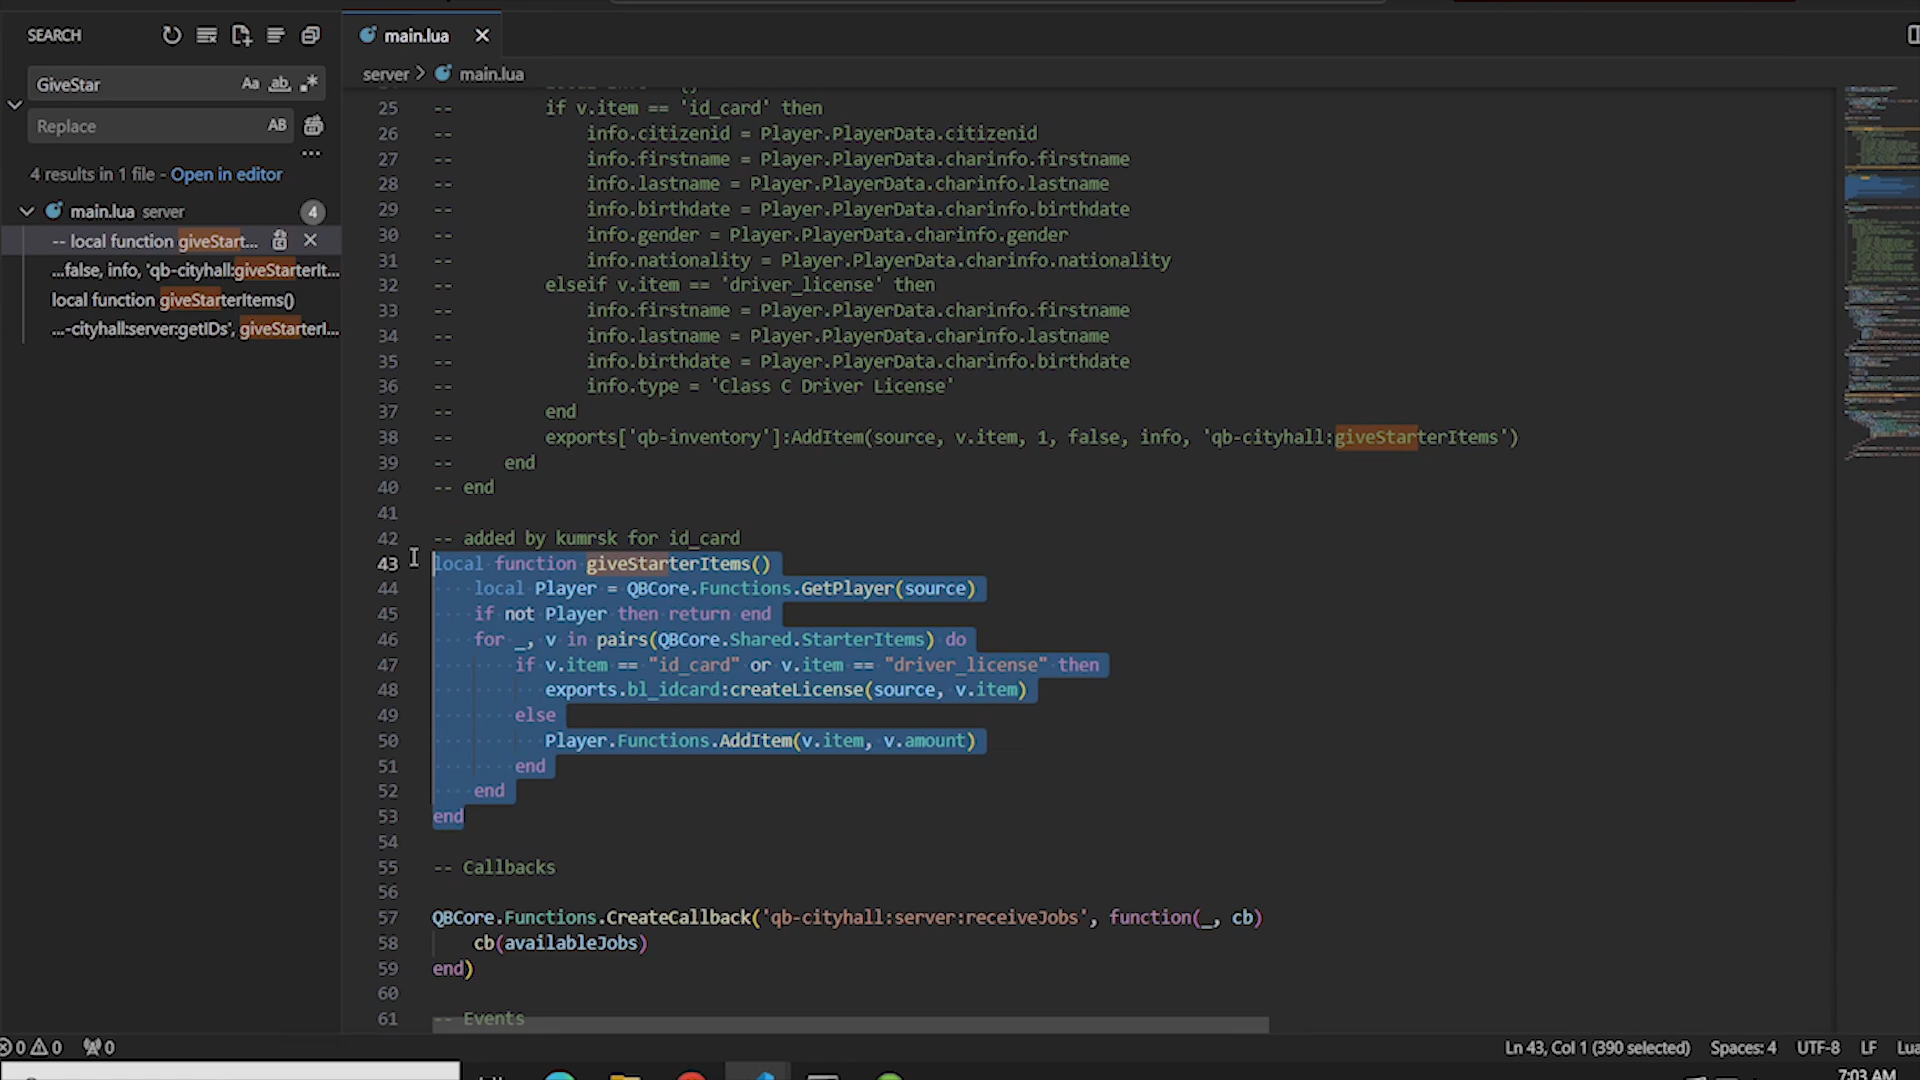 SEARCH
GiveStar
Aa
ab
Replace
AB
4 results in 1 file - Open in editor
main.lua server
4
-- local function giveStart...
...false, info, 'qb-cityhall:giveStarterIt...
local function giveStarterItems()
...-cityhall:server:getIDs', giveStarterI...
main.lua
server > main.lua
25 -- if v.item == 'id_card' then
26 -- info.citizenid = Player.PlayerData.citizenid
27 -- info.firstname = Player.PlayerData.charinfo.firstname
28 -- info.lastname = Player.PlayerData.charinfo.lastname
29 -- info.birthdate = Player.PlayerData.charinfo.birthdate
30 -- info.gender = Player.PlayerData.charinfo.gender
31 -- info.nationality = Player.PlayerData.charinfo.nationality
32 -- elseif v.item == 'driver_license' then
33 -- info.firstname = Player.PlayerData.charinfo.firstname
34 -- info.lastname = Player.PlayerData.charinfo.lastname
35 -- info.birthdate = Player.PlayerData.charinfo.birthdate
36 -- info.type = 'Class C Driver License'
37 -- end
38 -- exports['qb-inventory']:AddItem(source, v.item, 1, false, info, 'qb-cityhall:giveStarterItems')
39 -- end
40 -- end
41
42 -- added by kumrsk for id_card
43 local function giveStarterItems()
44 local Player = QBCore.Functions.GetPlayer(source)
45 if not Player then return end
46 for _, v in pairs(QBCore.Shared.StarterItems) do
47 if v.item == "id_card" or v.item == "driver_license" then
48 exports.bl_idcard:createLicense(source, v.item)
49 else
50 Player.Functions.AddItem(v.item, v.amount)
51 end
52 end
53 end
54
55 -- Callbacks
56
57 QBCore.Functions.CreateCallback('qb-cityhall:server:receiveJobs', function(_, cb)
58 cb(availableJobs)
59 end)
60
61 -- Events
0 0 0
Ln 43, Col 1 (390 selected) Spaces: 4 UTF-8 LF Lua
7:03 AM